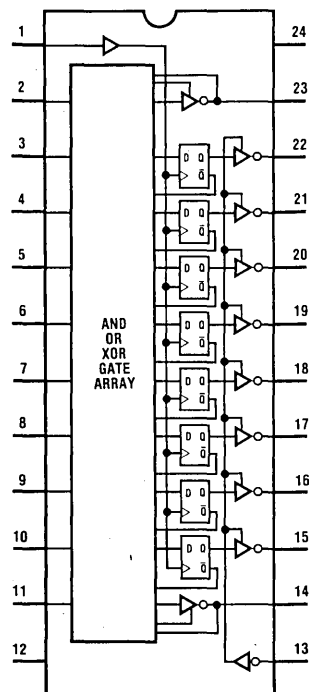 1 24
2 23
3 D Q Q̅ 22
4 D Q Q̅ 21
5 D Q Q̅ 20
6 D Q Q̅ 19
AND
OR
XOR
GATE
ARRAY
7 D Q Q̅ 18
8 D Q Q̅ 17
9 D Q Q̅ 16
10 D Q Q̅ 15
11 14
12 13